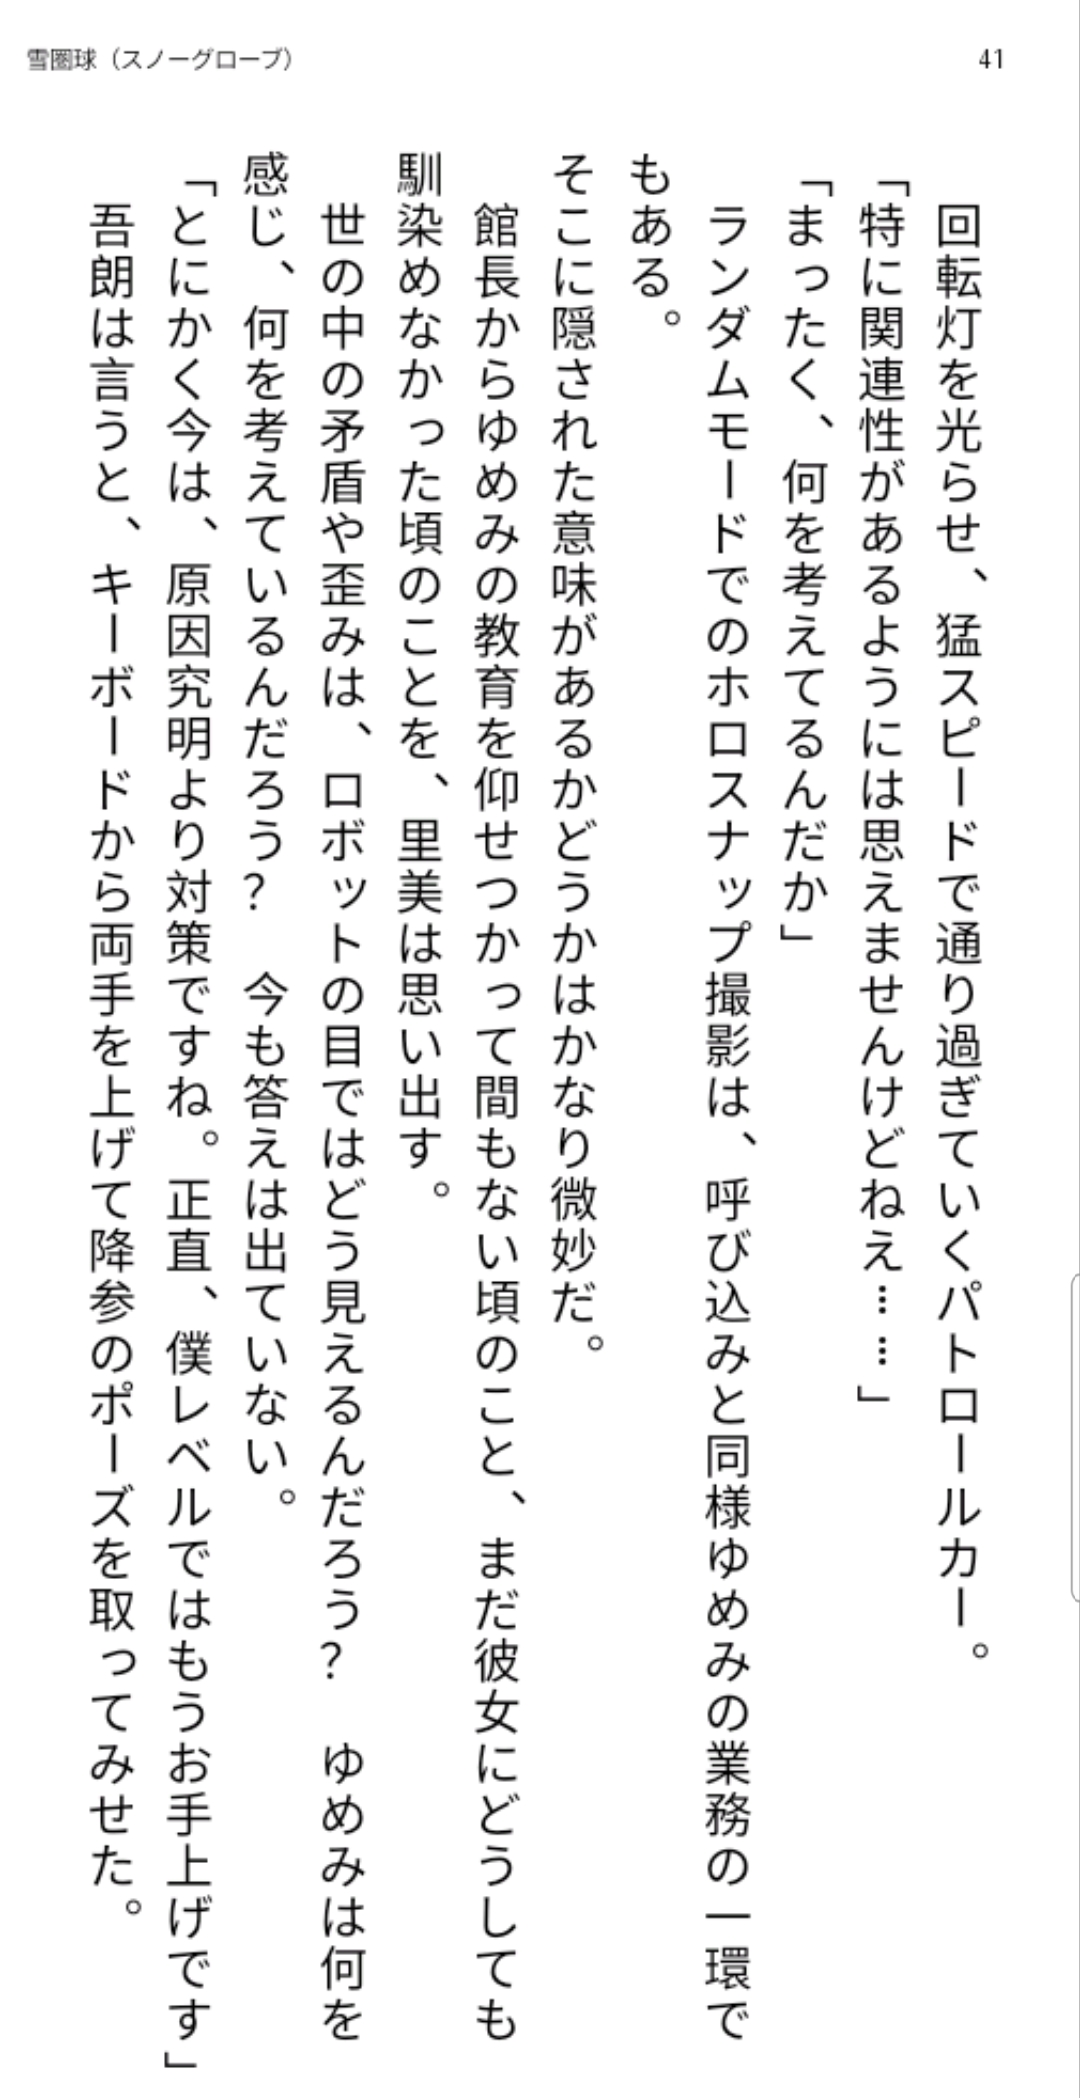 雪圏球（スノーグローブ）
41
回転灯を光らせ、猛スピードで通り過ぎていくパトロールカー。
「特に関連性があるようには思えませんけどねえ……」
「まったく、何を考えてるんだか」
ランダムモードでのホロスナップ撮影は、呼び込みと同様ゆめみの業務の一環で
もある。
そこに隠された意味があるかどうかはかなり微妙だ。
館長からゆめみの教育を仰せつかって間もない頃のこと、まだ彼女にどうしても
馴染めなかった頃のことを、里美は思い出す。
世の中の矛盾や歪みは、ロボットの目ではどう見えるんだろう？　ゆめみは何を
感じ、何を考えているんだろう？　今も答えは出ていない。
「とにかく今は、原因究明より対策ですね。正直、僕レベルではもうお手上げです」
吾朗は言うと、キーボードから両手を上げて降参のポーズを取ってみせた。